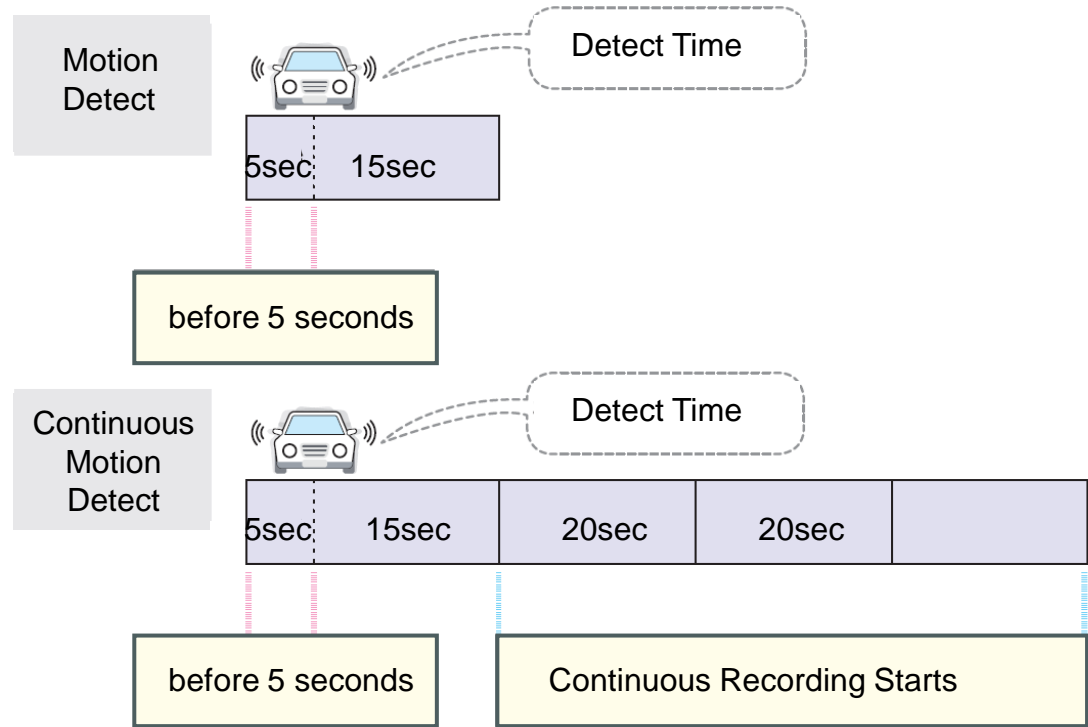 Motion
Detect
Detect Time
5sec
15sec
before 5 seconds
Continuous
Motion
Detect
Detect Time
5sec
15sec
20sec
20sec
before 5 seconds
Continuous Recording Starts